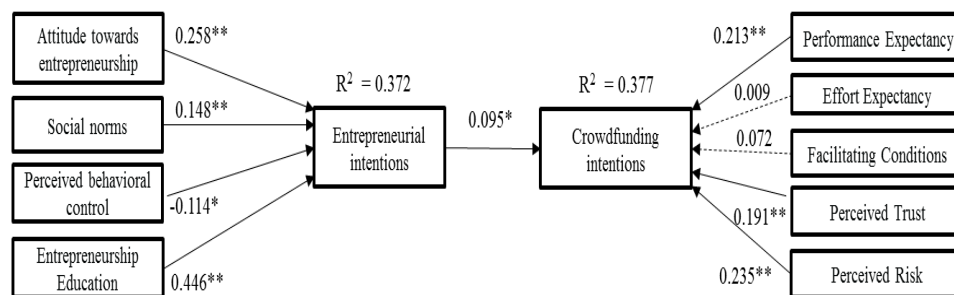 Attitude towards
entrepreneurship
0.258**
Social norms
0.148**
Perceived behavioral
control
-0.114*
Entrepreneurship
Education
0.446**
R² = 0.372
Entrepreneurial
intentions
0.095*
R² = 0.377
Crowdfunding
intentions
0.213**
Performance Expectancy
0.009
Effort Expectancy
0.072
Facilitating Conditions
0.191**
Perceived Trust
0.235**
Perceived Risk